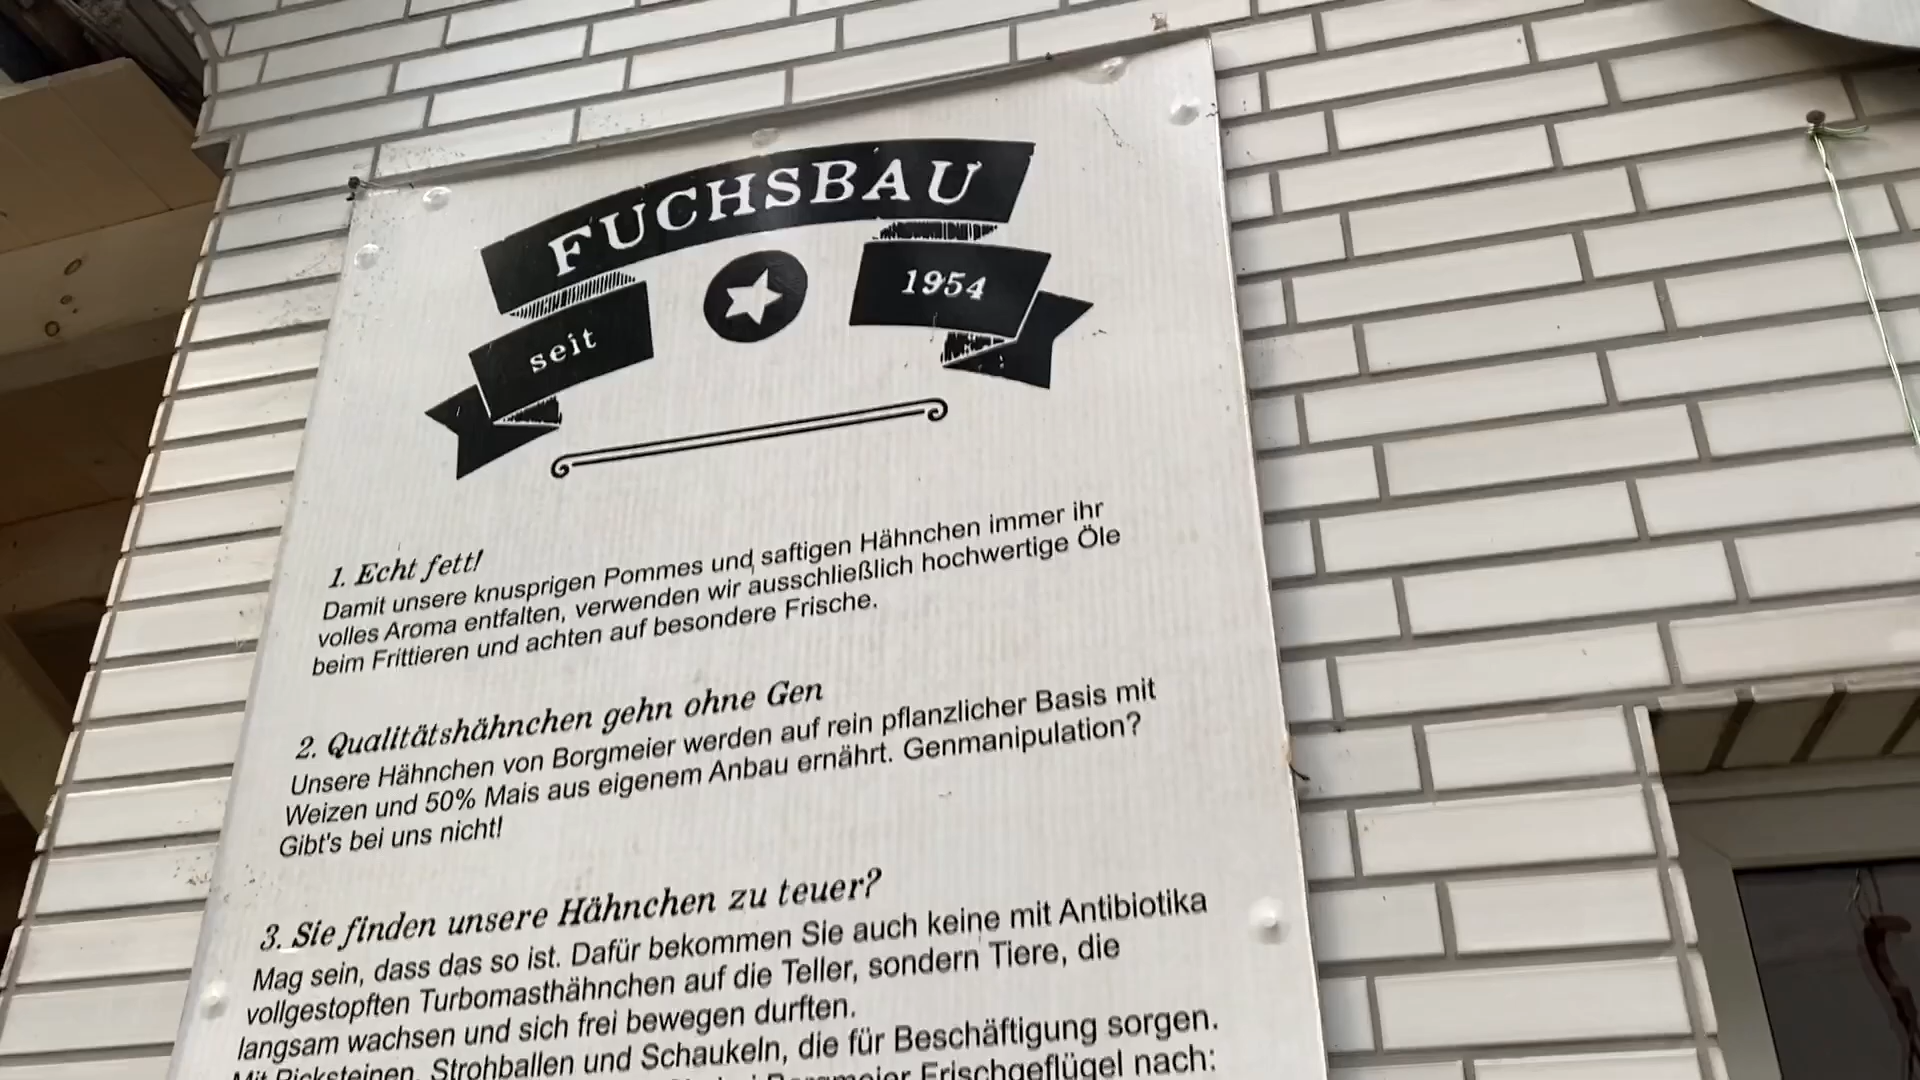 FUCHSBAU
seit
1954
1. Echt fett!
Damit unsere knusprigen Pommes und saftigen Hähnchen immer ihr
volles Aroma entfalten, verwenden wir ausschließlich hochwertige Öle
beim Frittieren und achten auf besondere Frische.
2. Qualitätshähnchen gehn ohne Gen
Unsere Hähnchen von Borgmeier werden auf rein pflanzlicher Basis mit
Weizen und 50% Mais aus eigenem Anbau ernährt. Genmanipulation?
Gibt's bei uns nicht!
3. Sie finden unsere Hähnchen zu teuer?
Mag sein, dass das so ist. Dafür bekommen Sie auch keine mit Antibiotika
vollgestopften Turbomasthähnchen auf die Teller, sondern Tiere, die
langsam wachsen und sich frei bewegen durften.
Mit Picksteinen, Strohballen und Schaukeln, die für Beschäftigung sorgen.
Frischgeflügel nach: